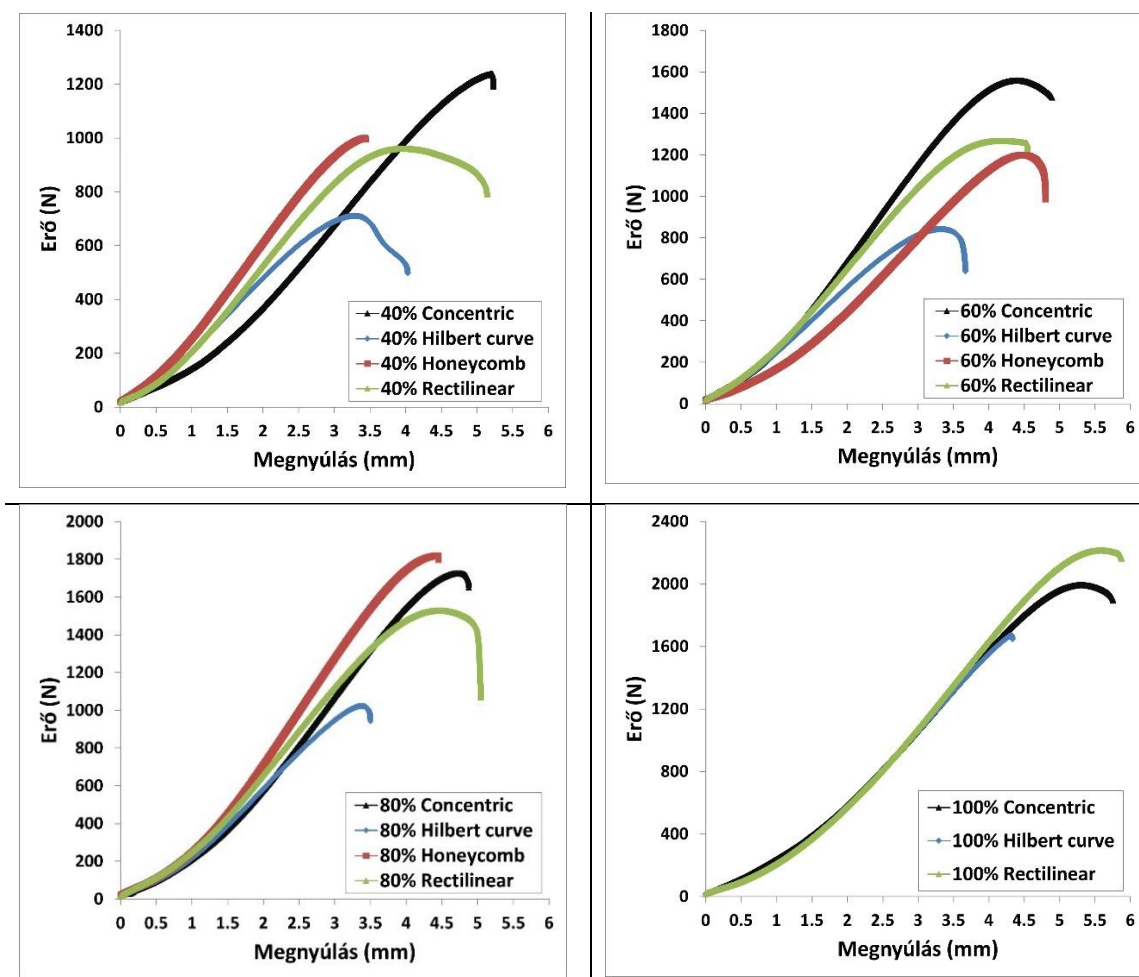 1400
1200
1000
800
600
400
200
0
Erő (N)
0 0.5 1 1.5 2 2.5 3 3.5 4 4.5 5 5.5 6
Megnyúlás (mm)
40% Concentric
40% Hilbert curve
40% Honeycomb
40% Rectilinear
1800
1600
1400
1200
1000
800
600
400
200
0
Erő (N)
0 0.5 1 1.5 2 2.5 3 3.5 4 4.5 5 5.5 6
Megnyúlás (mm)
60% Concentric
60% Hilbert curve
60% Honeycomb
60% Rectilinear
2000
1800
1600
1400
1200
1000
800
600
400
200
0
Erő (N)
0 0.5 1 1.5 2 2.5 3 3.5 4 4.5 5 5.5 6
Megnyúlás (mm)
80% Concentric
80% Hilbert curve
80% Honeycomb
80% Rectilinear
2400
2000
1600
1200
800
400
0
Erő (N)
0 0.5 1 1.5 2 2.5 3 3.5 4 4.5 5 5.5 6
Megnyúlás (mm)
100% Concentric
100% Hilbert curve
100% Rectilinear